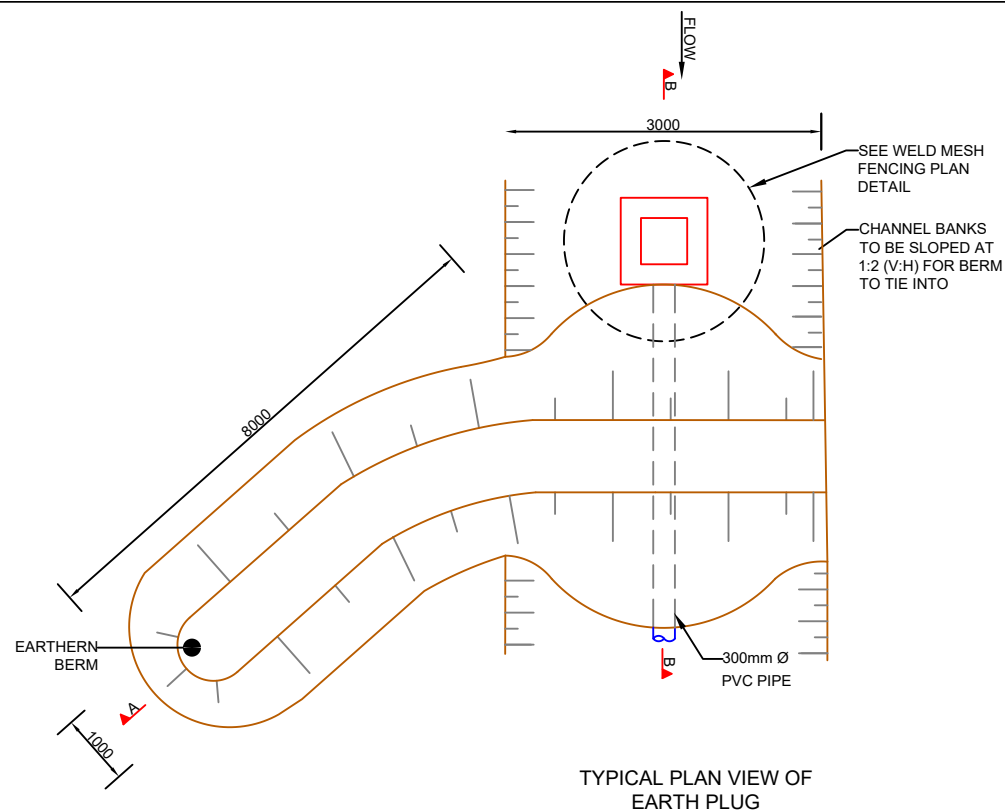 FLOW
B
3000
SEE WELD MESH
FENCING PLAN
DETAIL
CHANNEL BANKS
TO BE SLOPED AT
1:2 (V:H) FOR BERM
TO TIE INTO
8000
EARTHERN
BERM
A
1000
B
300mm Ø
PVC PIPE
TYPICAL PLAN VIEW OF
EARTH PLUG